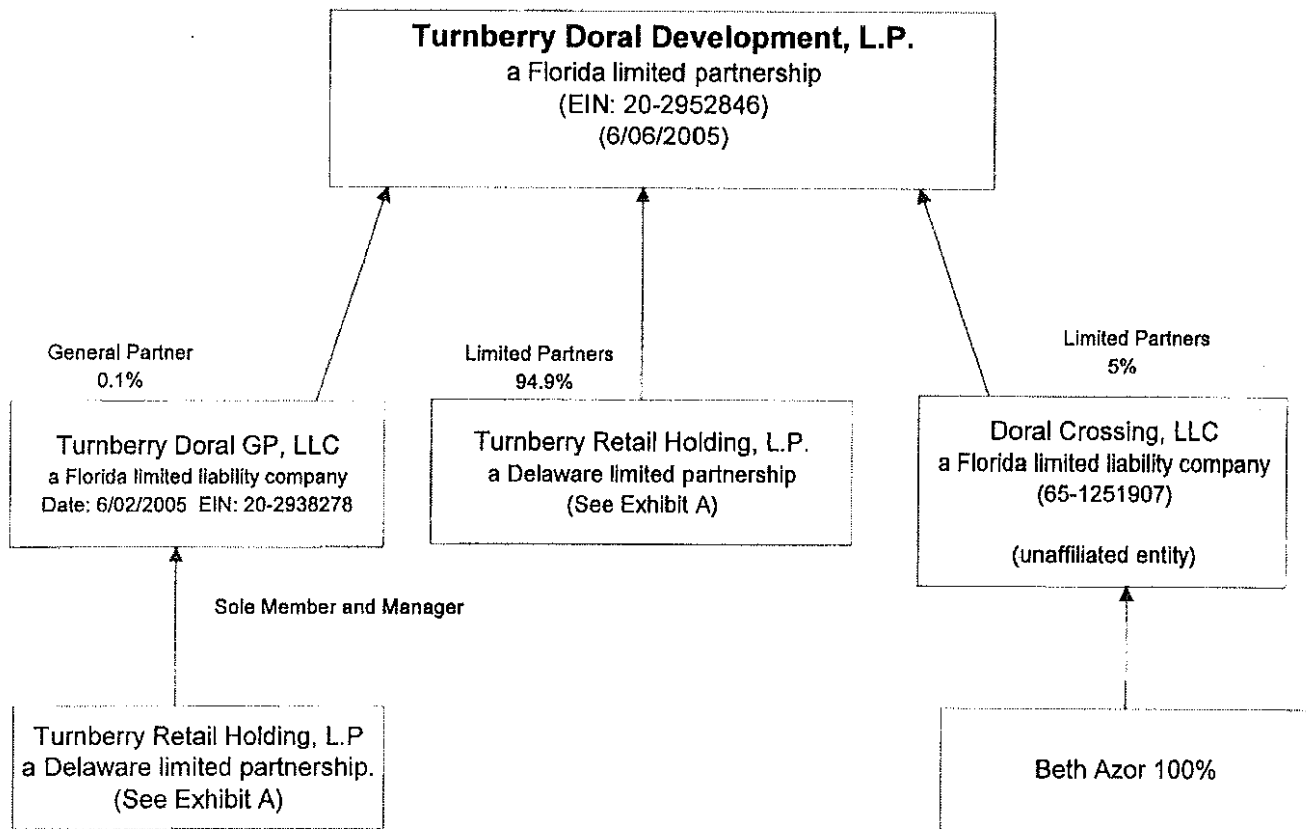 Turnberry Doral Development, L.P.
a Florida limited partnership
(EIN: 20-2952846)
(6/06/2005)
General Partner
0.1%
Limited Partners
94.9%
Limited Partners
5%
Turnberry Doral GP, LLC
a Florida limited liability company
Date: 6/02/2005 EIN: 20-2938278
Turnberry Retail Holding, L.P.
a Delaware limited partnership
(See Exhibit A)
Doral Crossing, LLC
a Florida limited liability company
(65-1251907)
(unaffiliated entity)
Sole Member and Manager
Turnberry Retail Holding, L.P
a Delaware limited partnership.
(See Exhibit A)
Beth Azor 100%